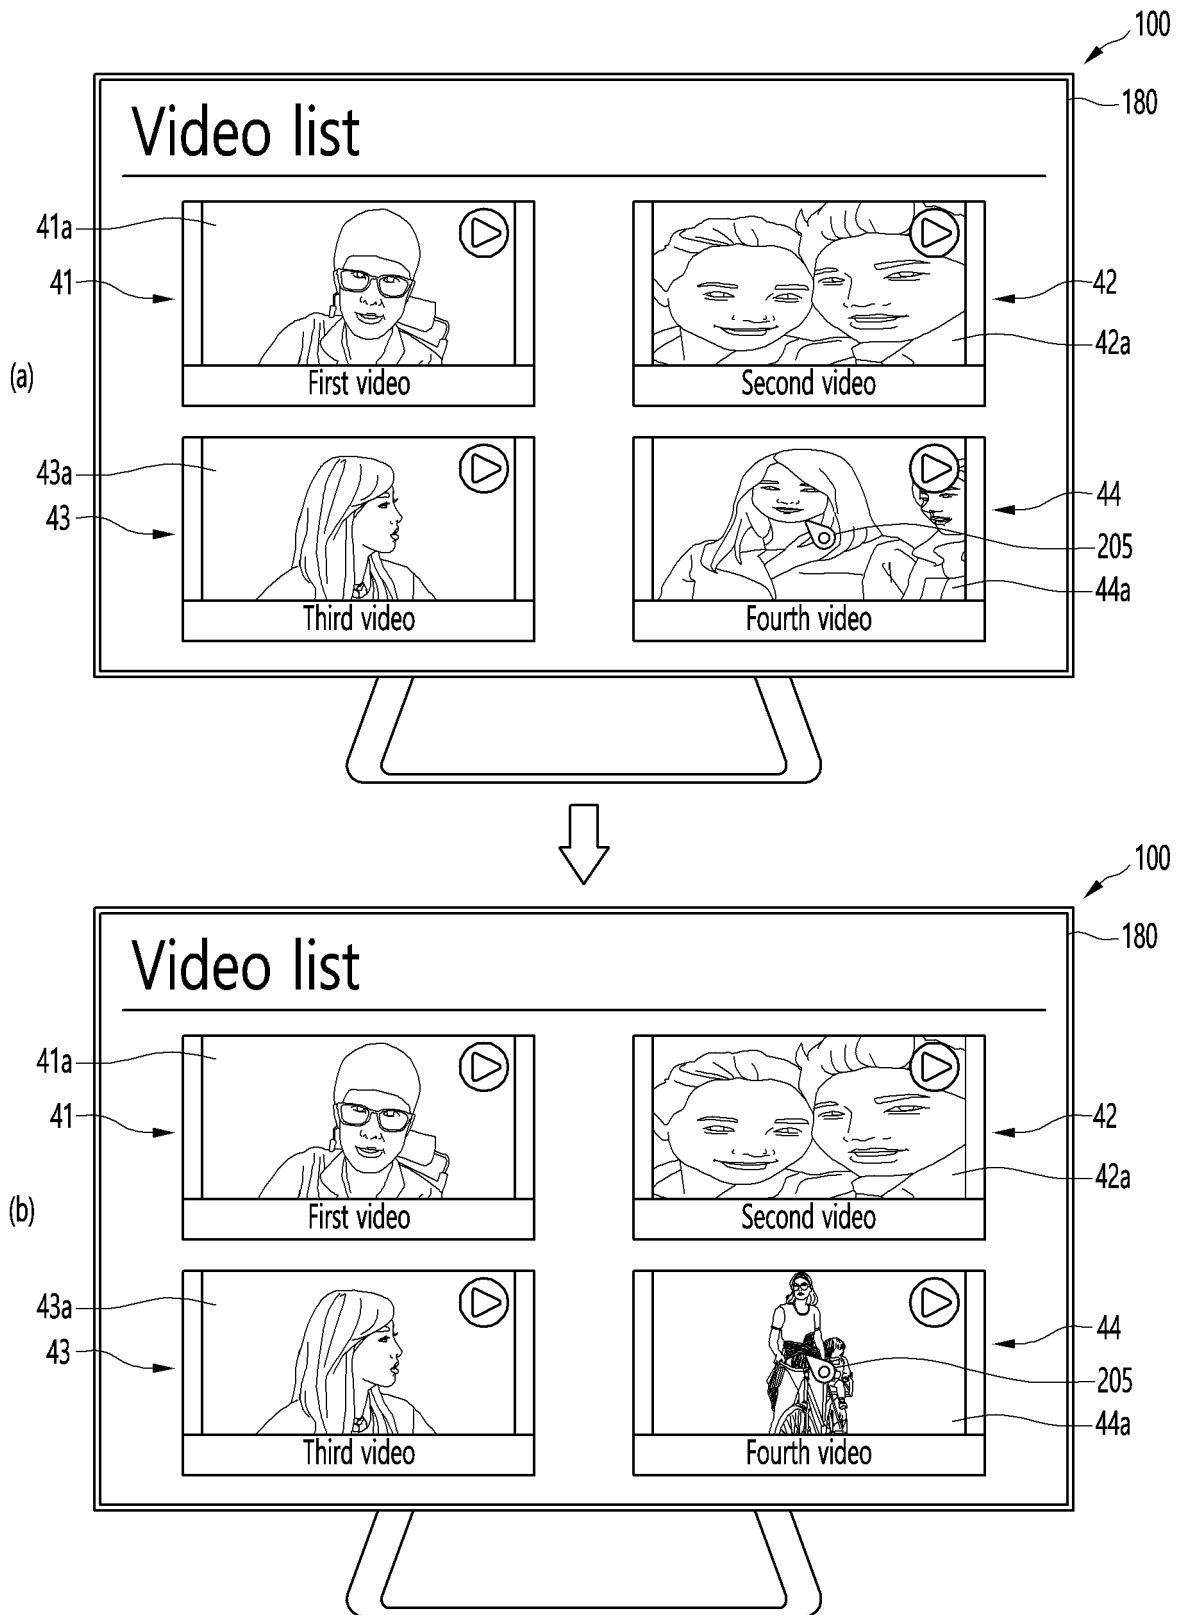 100
180
Video list
41a
41
42
42a
First video
Second video
(a)
43a
43
44
205
44a
Third video
Fourth video
100
180
Video list
41a
41
42
42a
First video
Second video
(b)
43a
43
44
205
44a
Third video
Fourth video